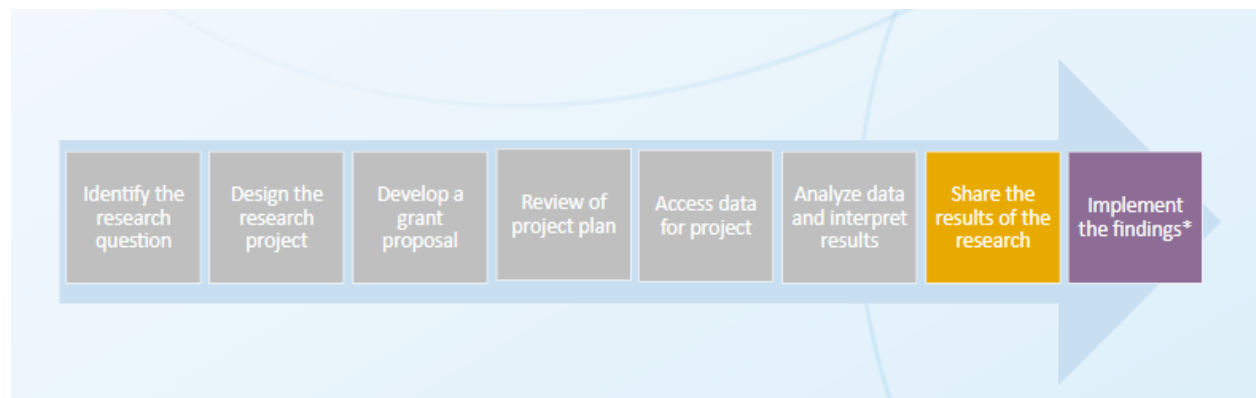 Identify the
research
question
Design the
research
project
Develop a
grant
proposal
Review of
project plan
Access data
for project
Analyze data
and interpret
results
Share the
results of the
research
Implement
the findings*